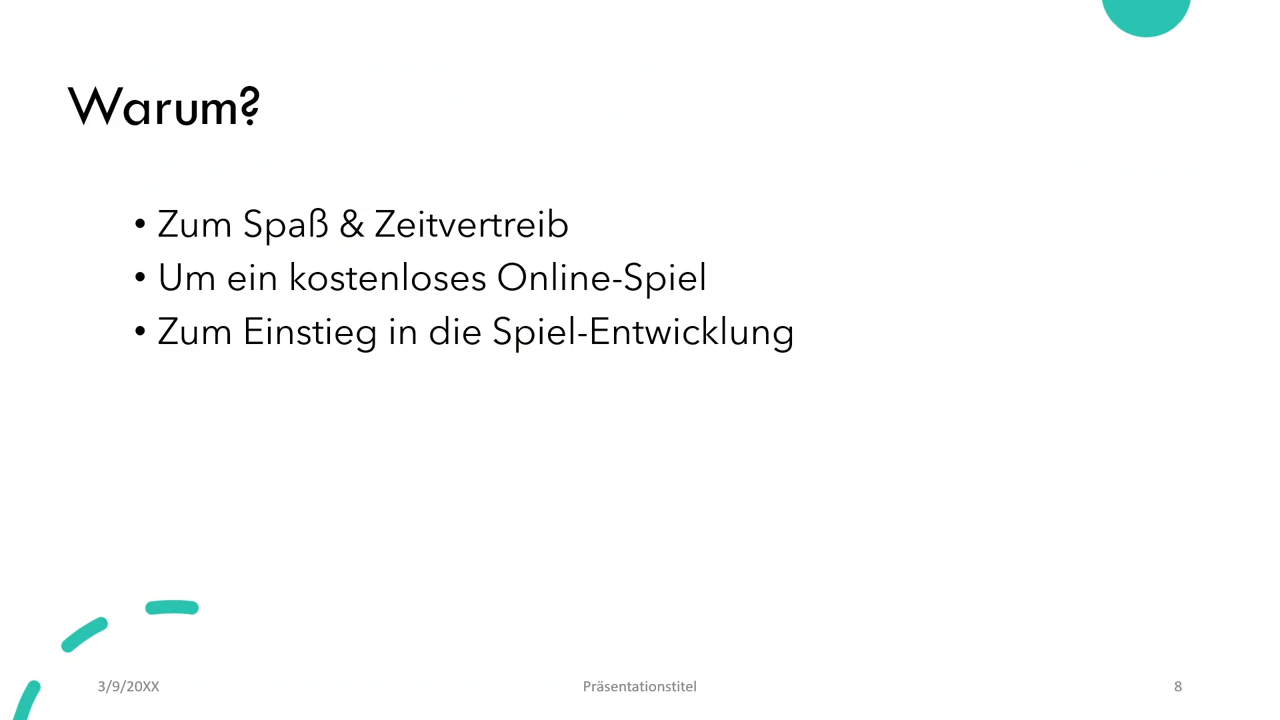 Warum?
• Zum Spaß & Zeitvertreib
• Um ein kostenloses Online-Spiel
• Zum Einstieg in die Spiel-Entwicklung
3/9/20XX
Präsentationstitel
8